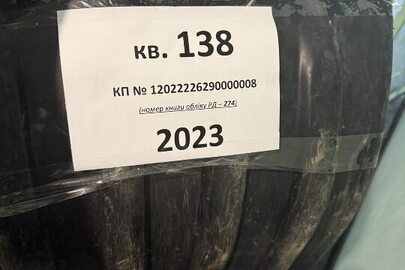 кв. 138
КП № 12022226290000008
(номер книги обліку РД – 274)
2023